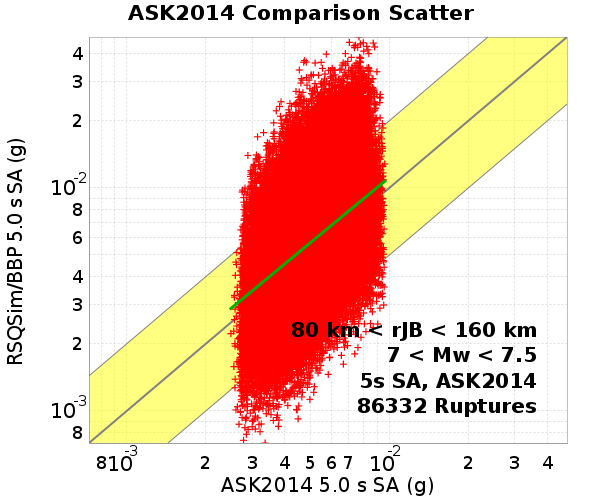 ASK2014 Comparison Scatter
RSQSim/BBP 5.0 s SA (g)
4
3
2
10-2
8
6
4
3
2
10-3
8
80 km < rJB < 160 km
7 < Mw < 7.5
5s SA, ASK2014
86332 Ruptures
8 10-3 2 3 4 5 6 7 10-2 2 3 4
ASK2014 5.0 s SA (g)